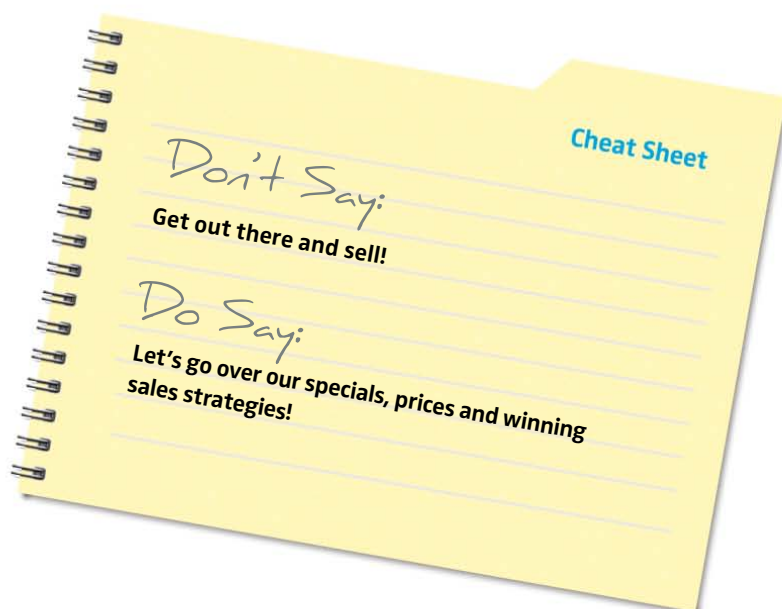 Cheat Sheet
Don't Say:
Get out there and sell!
Do Say:
Let's go over our specials, prices and winning
sales strategies!